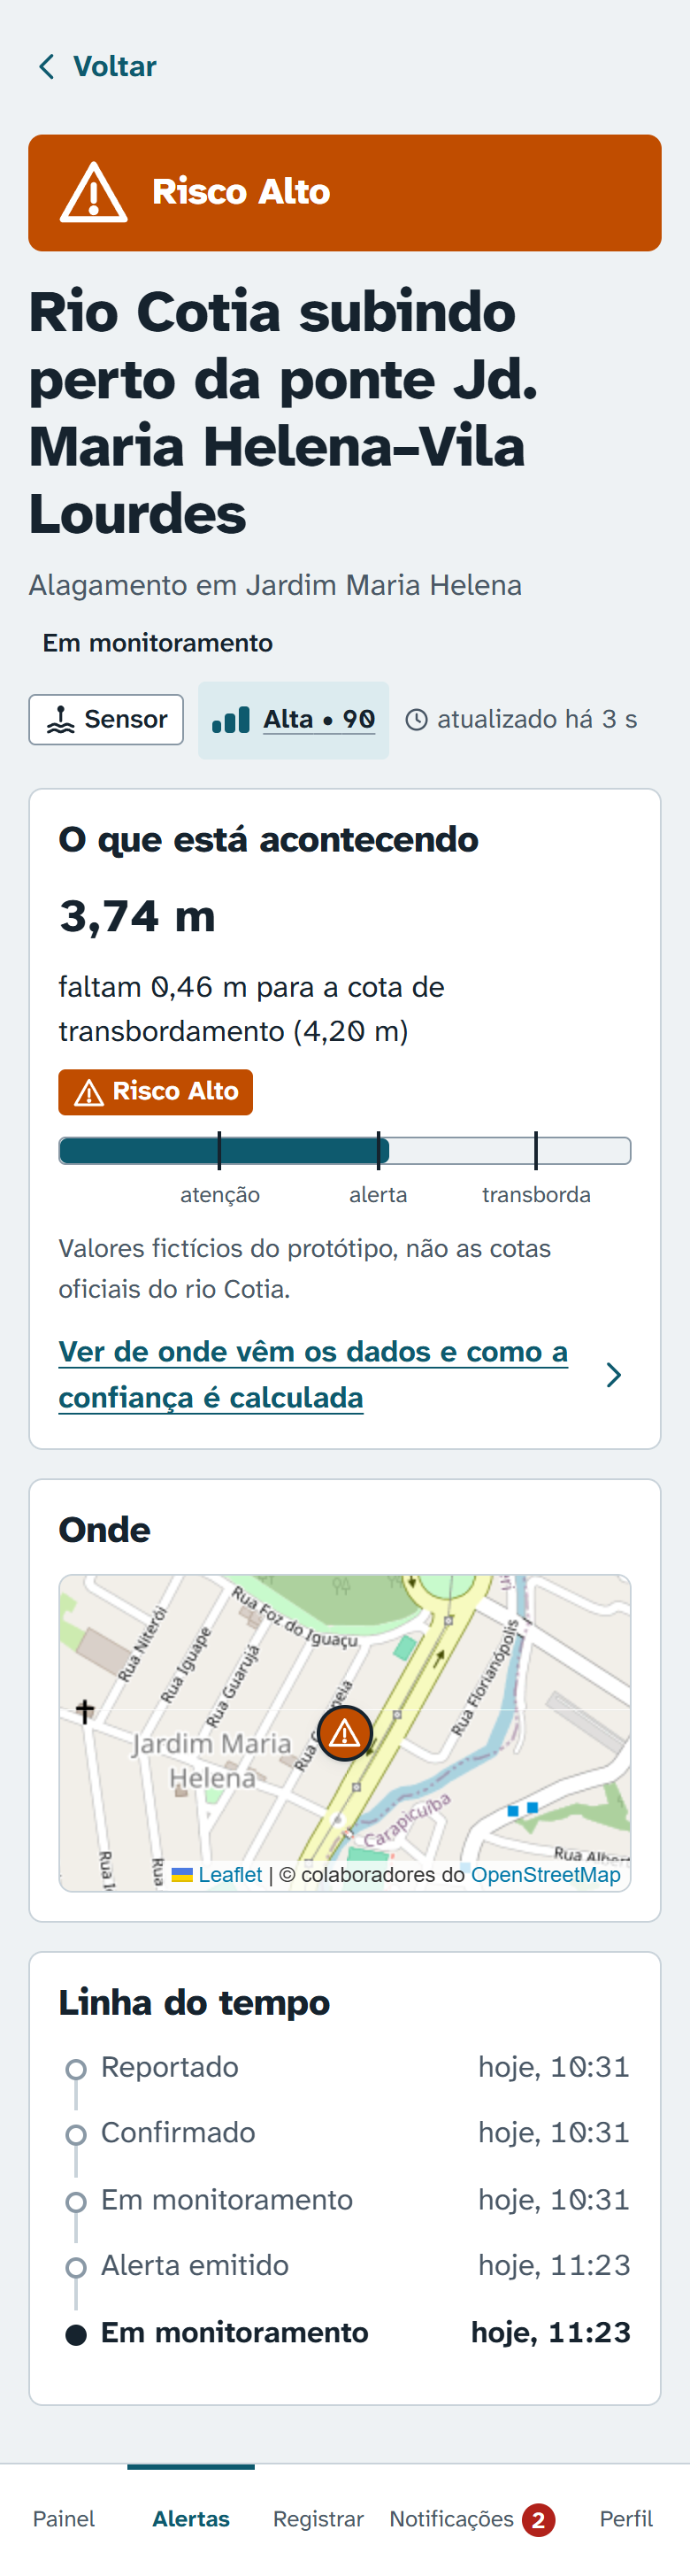 Voltar
Risco Alto
Rio Cotia subindo
perto da ponte Jd.
Maria Helena–Vila
Lourdes
Alagamento em Jardim Maria Helena
Em monitoramento
Sensor
Alta • 90
atualizado há 3 s
O que está acontecendo
3,74 m
faltam 0,46 m para a cota de
transbordamento (4,20 m)
Risco Alto
atenção
alerta
transborda
Valores fictícios do protótipo, não as cotas
oficiais do rio Cotia.
Ver de onde vêm os dados e como a
confiança é calculada
Onde
Rua Foz do Iguaçu
Rua Niterói
Rua Iguape
Rua Guarujá
Rua Florianópolis
Jardim Maria
Helena
Carapicuíba
Rua
Rua
Leaflet | © colaboradores do OpenStreetMap
Linha do tempo
Reportado hoje, 10:31
Confirmado hoje, 10:31
Em monitoramento hoje, 10:31
Alerta emitido hoje, 11:23
Em monitoramento hoje, 11:23
Painel
Alertas
Registrar
Notificações 2
Perfil